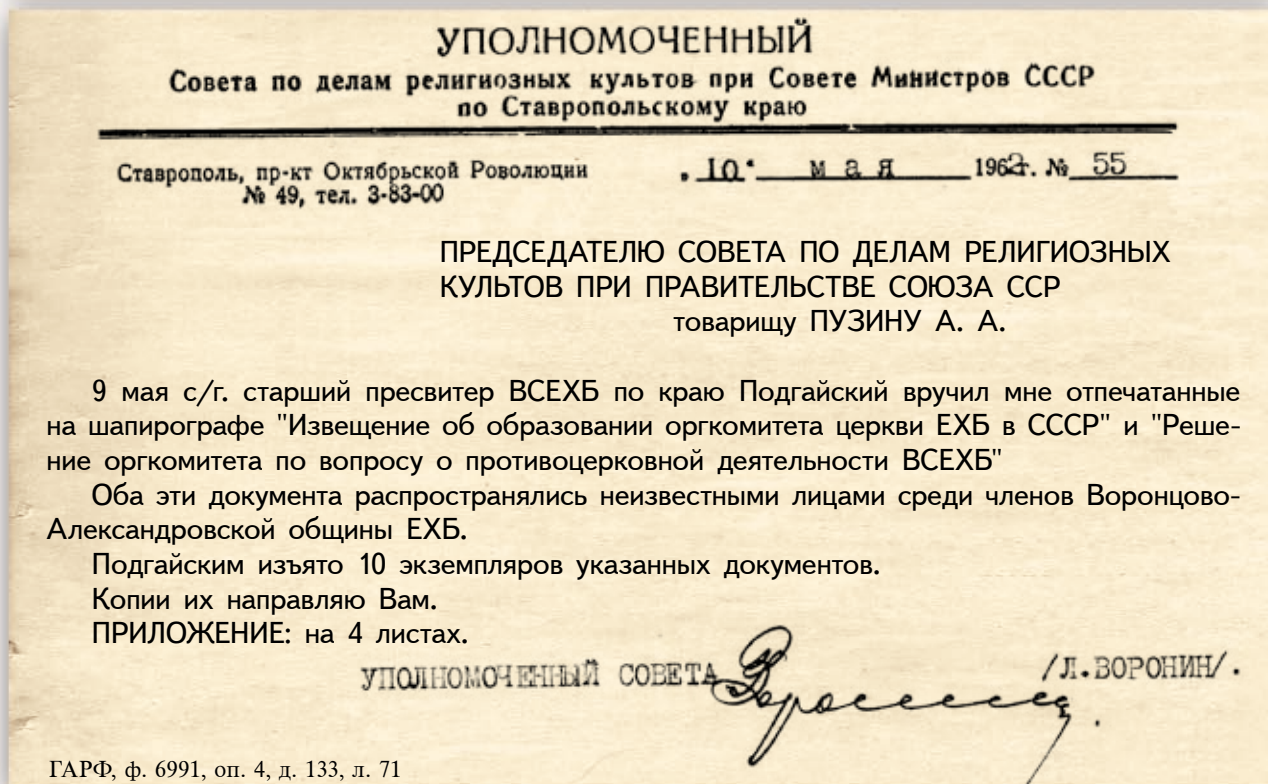 УПОЛНОМОЧЕННЫЙ
Совета по делам религиозных культов при Совете Министров СССР
по Ставропольскому краю
Ставрополь, пр-кт Октябрьской Роволюции
№ 49, тел. 3-83-00
„10" мая 1962г. № 55
ПРЕДСЕДАТЕЛЮ СОВЕТА ПО ДЕЛАМ РЕЛИГИОЗНЫХ
КУЛЬТОВ ПРИ ПРАВИТЕЛЬСТВЕ СОЮЗА ССР
товарищу ПУЗИНУ А. А.
9 мая с/г. старший пресвитер ВСЕХБ по краю Подгайский вручил мне отпечатанные
на шапирографе "Извещение об образовании оргкомитета церкви ЕХБ в СССР" и "Реше-
ние оргкомитета по вопросу о противоцерковной деятельности ВСЕХБ"
Оба эти документа распространялись неизвестными лицами среди членов Воронцово-
Александровской общины ЕХБ.
Подгайским изъято 10 экземпляров указанных документов.
Копии их направляю Вам.
ПРИЛОЖЕНИЕ: на 4 листах.
УПОЛНОМОЧЕННЫЙ СОВЕТА /Л.ВОРОНИН/.
ГАРФ, ф. 6991, оп. 4, д. 133, л. 71